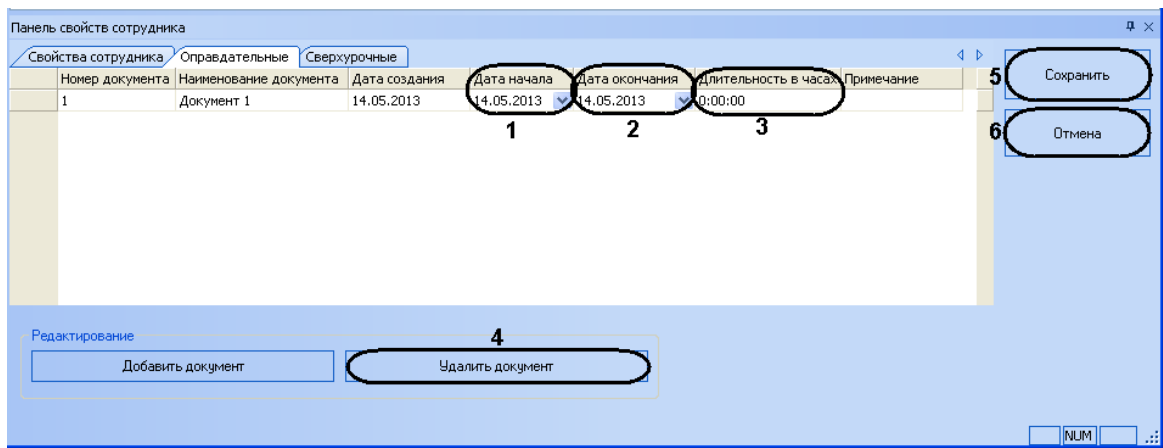 Панель свойств сотрудника
Свойства сотрудника Оправдательные Сверхурочные
Номер документа Наименование документа Дата создания Дата начала Дата окончания Длительность в часах Примечание
1 Документ 1 14.05.2013 14.05.2013 14.05.2013 0:00:00
1 2 3
5 Сохранить
6 Отмена
Редактирование
4
Добавить документ Удалить документ
NUM